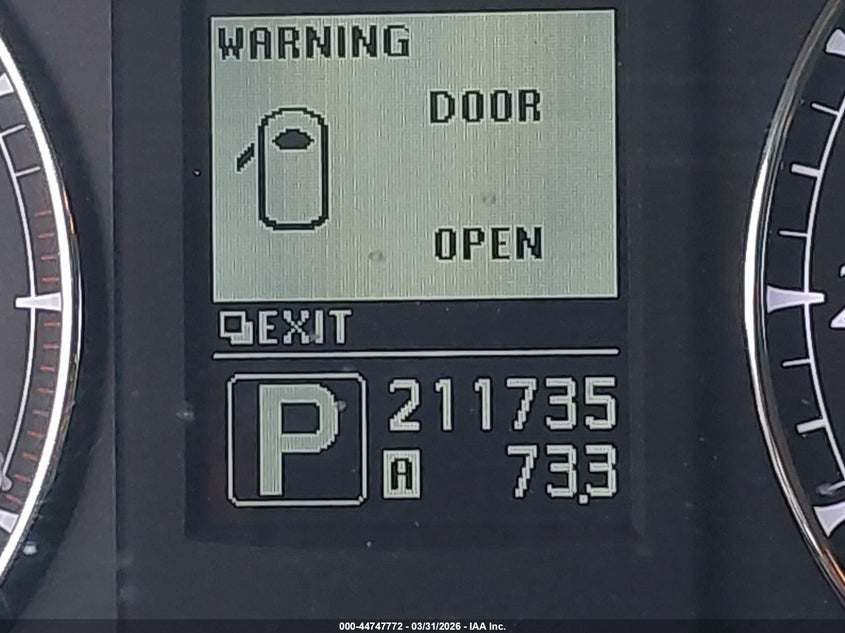 WARNING
DOOR
OPEN
EXIT
P
211735
A 73.3
000-44747772 - 03/31/2026 - IAA Inc.